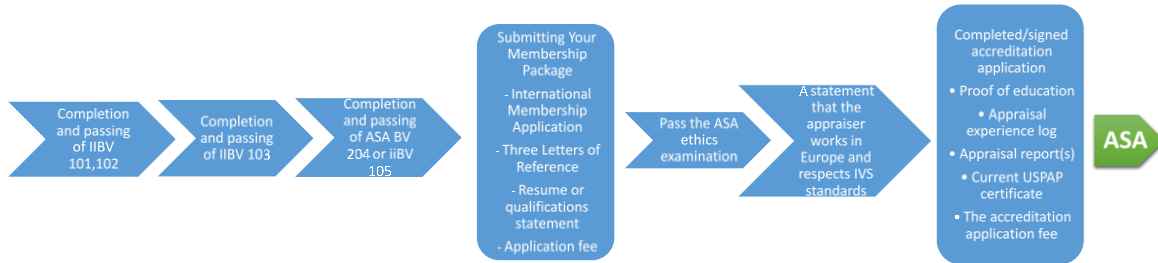 Completion
and passing
of IIBV
101,102
Completion
and passing
of IIBV 103
Completion
and passing
of ASA BV
204 or iiBV
105
Submitting Your
Membership
Package
- International
Membership
Application
- Three Letters of
Reference
- Resume or
qualifications
statement
- Application fee
Pass the ASA
ethics
examination
A statement
that the
appraiser
works in
Europe and
respects IVS
standards
Completed/signed
accreditation
application
• Proof of education
• Appraisal
experience log
• Appraisal report(s)
• Current USPAP
certificate
▪ The accreditation
application fee
ASA